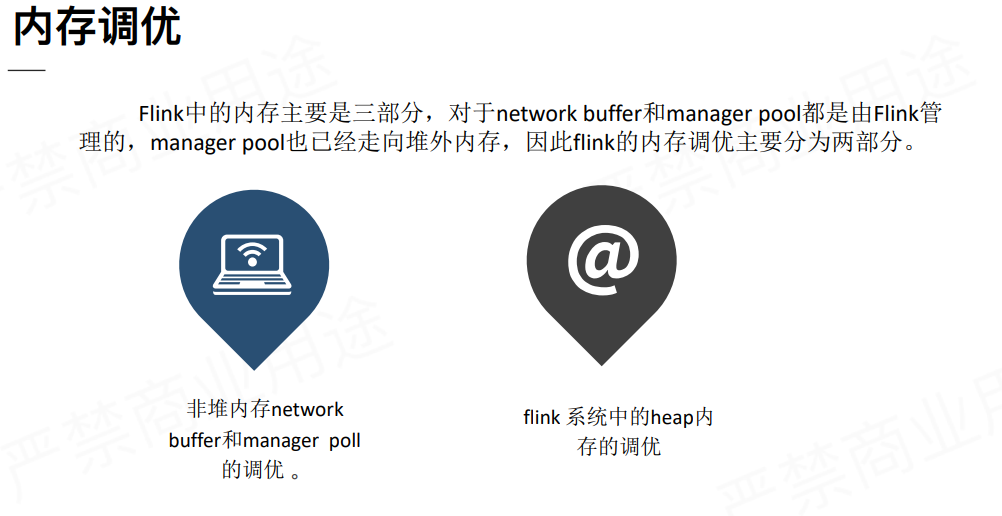 内存调优
Flink中的内存主要是三部分，对于network buffer和manager pool都是由Flink管
理的，manager pool也已经走向堆外内存，因此flink的内存调优主要分为两部分。
@
非堆内存network
buffer和manager poll
的调优 。
flink 系统中的heap内
存的调优
严禁商业用途
严禁商业用途
严禁商业用途
严禁商业用途